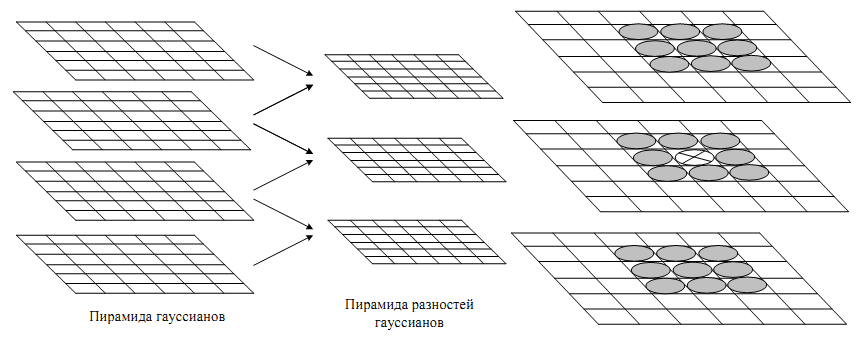 Пирамида гауссианов
Пирамида разностей
гауссианов